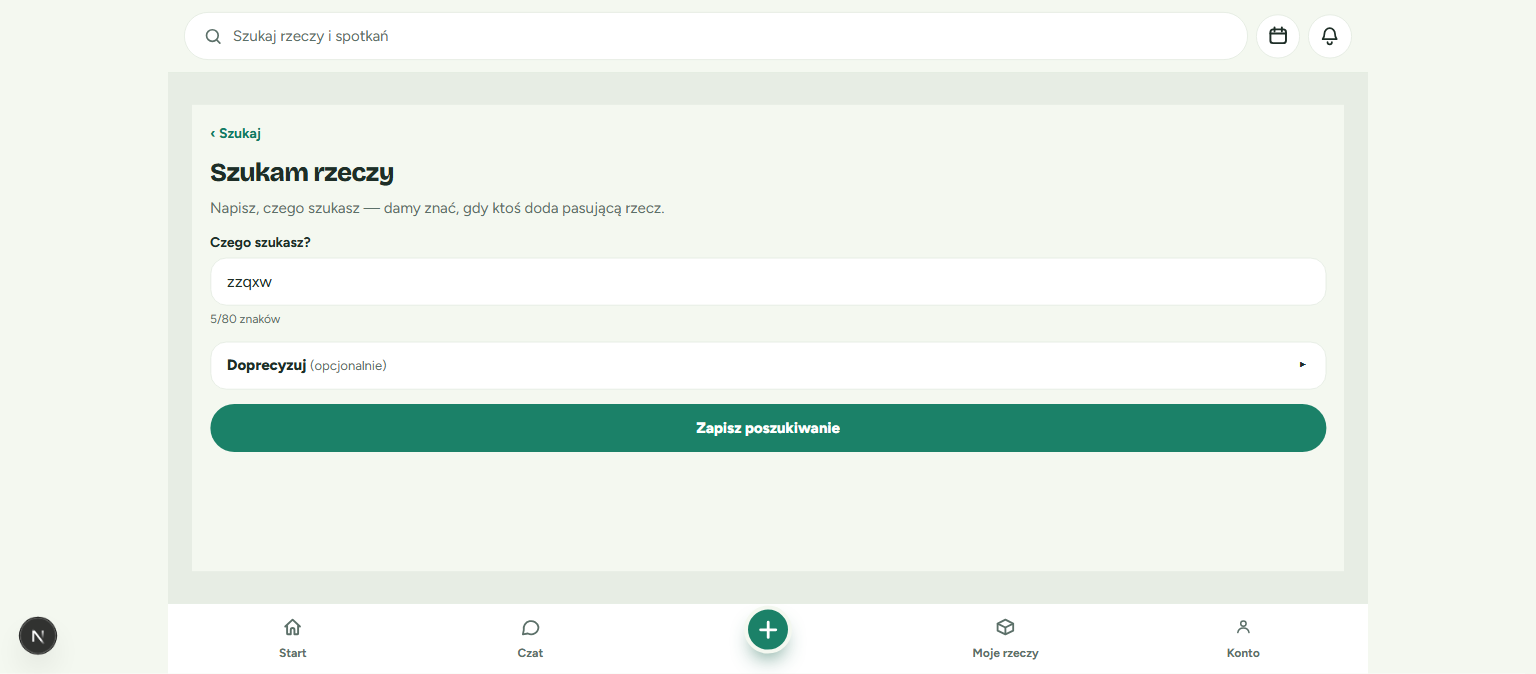 Szukaj rzeczy i spotkań
‹ Szukaj
Szukam rzeczy
Napisz, czego szukasz — damy znać, gdy ktoś doda pasującą rzecz.
Czego szukasz?
zzqxw
5/80 znaków
Doprecyzuj (opcjonalnie)
Zapisz poszukiwanie
N
Start
Czat
Moje rzeczy
Konto